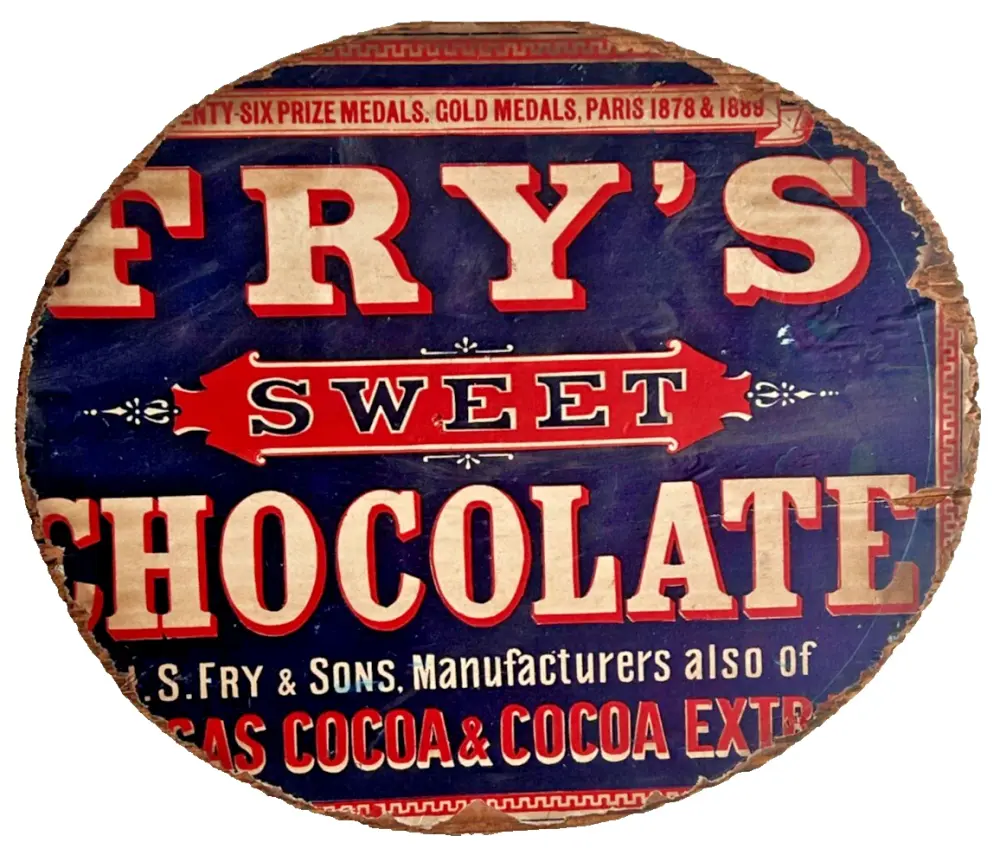 ENTY-SIX PRIZE MEDALS. GOLD MEDALS, PARIS 1878 & 1889
FRY'S
SWEET
CHOCOLATE
J.S. FRY & SONS, Manufacturers also of
CAS COCOA & COCOA EXTR